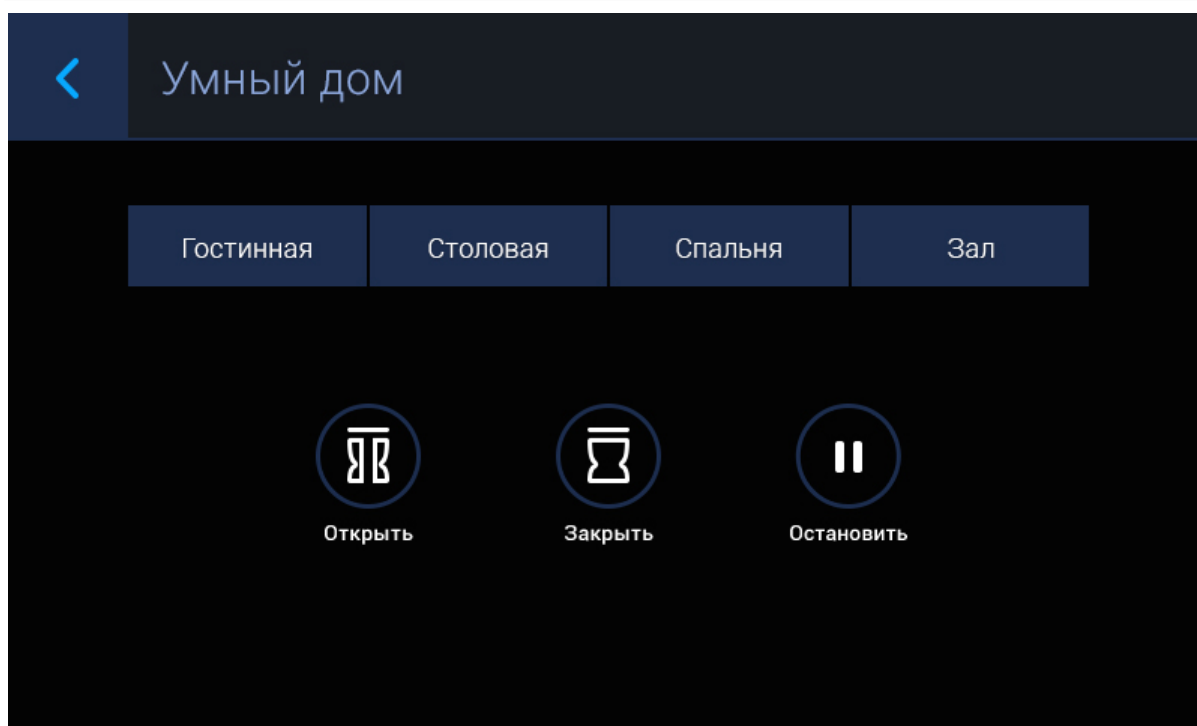 Умный дом
Гостинная Столовая Спальня Зал
Открыть Закрыть Остановить